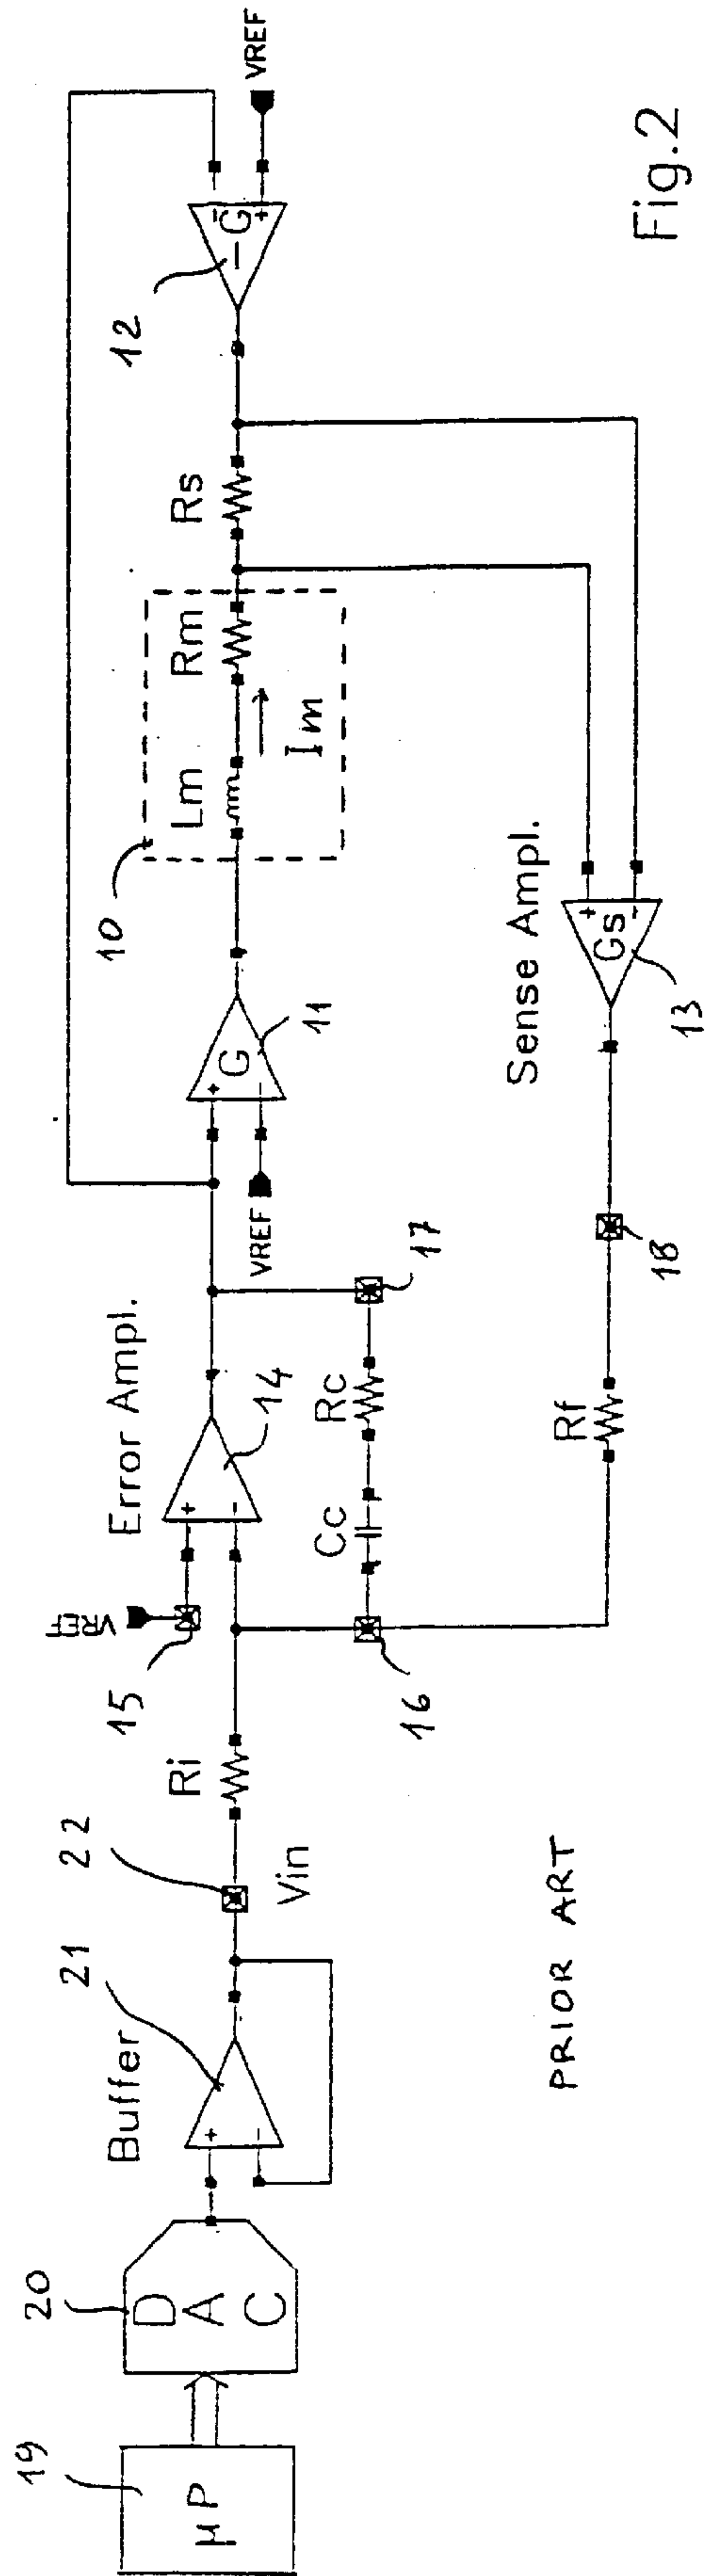 19
µP
20
DAC
Buffer
21
+
-
22
Vin
Ri
VREF
15
16
Error Ampl.
+
-
14
Cc
Rc
17
VREF
+
-
G
11
10
Lm
Rm
Im
Rs
12
-G
-
+
VREF
Sense Ampl.
+
-
Gs
13
18
Rf
PRIOR ART
Fig.2